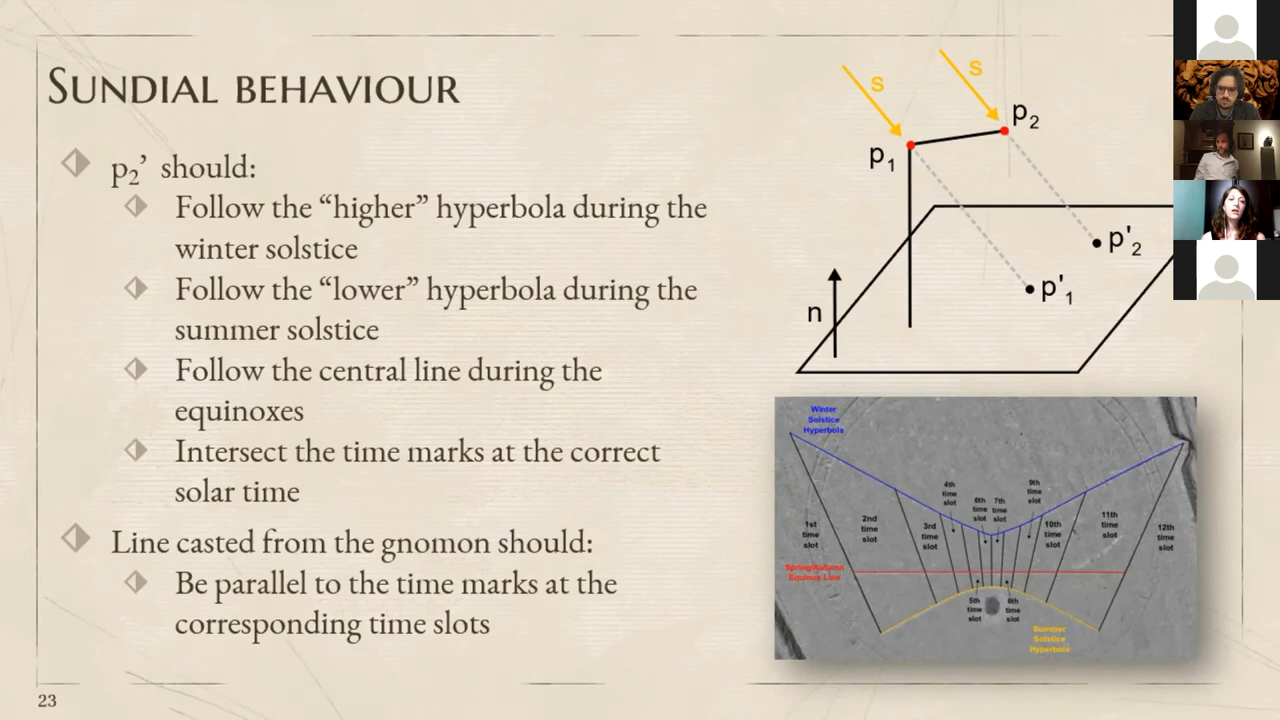 SUNDIAL BEHAVIOUR
p2’ should:
Follow the “higher” hyperbola during the
winter solstice
Follow the “lower” hyperbola during the
summer solstice
Follow the central line during the
equinoxes
Intersect the time marks at the correct
solar time
Line casted from the gnomon should:
Be parallel to the time marks at the
corresponding time slots
23
s
s
p2
p1
p'2
p'1
n
Winter
Solstice
Hyperbola
4th
time
slot
6th
time
slot
7th
time
slot
9th
time
slot
1st
time
slot
2nd
time
slot
3rd
time
slot
10th
time
slot
11th
time
slot
12th
time
slot
Spring/Autumn
Equinox Line
5th
time
slot
8th
time
slot
Summer
Solstice
Hyperbola